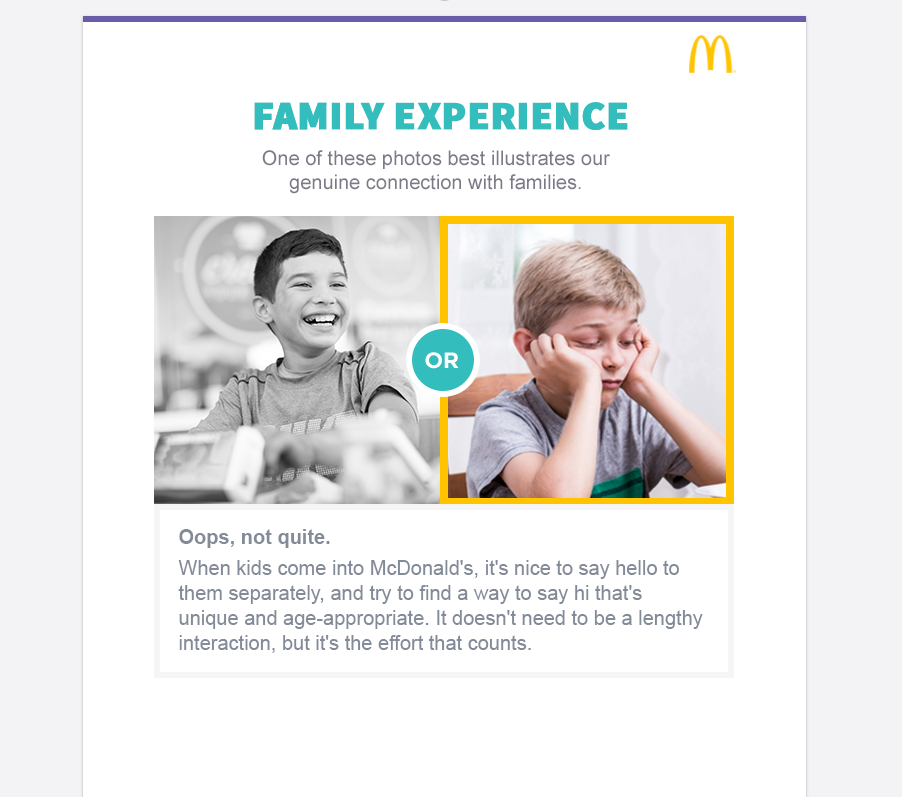 FAMILY EXPERIENCE
One of these photos best illustrates our
genuine connection with families.
OR
Oops, not quite.
When kids come into McDonald's, it's nice to say hello to
them separately, and try to find a way to say hi that's
unique and age-appropriate. It doesn't need to be a lengthy
interaction, but it's the effort that counts.